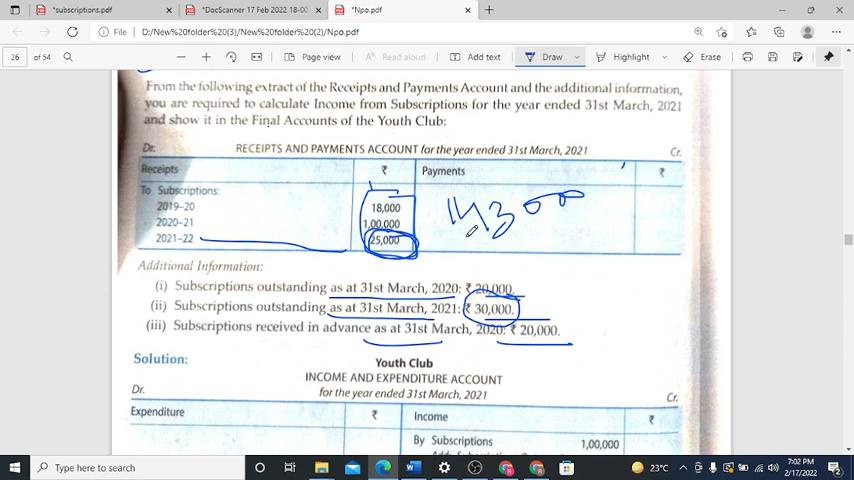 *subscriptions.pdf
*DocScanner 17 Feb 2022 18-00
*Npo.pdf
File D:/New%20folder%20(3)/New%20folder%20(2)/Npo.pdf
26 of 54
Page view
Read aloud
Add text
Draw
Highlight
Erase
From the following extract of the Receipts and Payments Account and the additional information,
you are required to calculate Income from Subscriptions for the year ended 31st March, 2021
and show it in the Final Accounts of the Youth Club:
Dr. RECEIPTS AND PAYMENTS ACCOUNT for the year ended 31st March, 2021 Cr.
Receipts ₹ Payments ₹
To Subscriptions:
2019–20 18,000
2020–21 1,00,000
2021–22 25,000
143000
Additional Information:
(i) Subscriptions outstanding as at 31st March, 2020: ₹ 20,000.
(ii) Subscriptions outstanding as at 31st March, 2021: ₹ 30,000.
(iii) Subscriptions received in advance as at 31st March, 2020: ₹ 20,000.
Solution: Youth Club
INCOME AND EXPENDITURE ACCOUNT
Dr. for the year ended 31st March, 2021 Cr.
Expenditure ₹ Income ₹
By Subscriptions 1,00,000
Type here to search
23°C
7:02 PM
2/17/2022